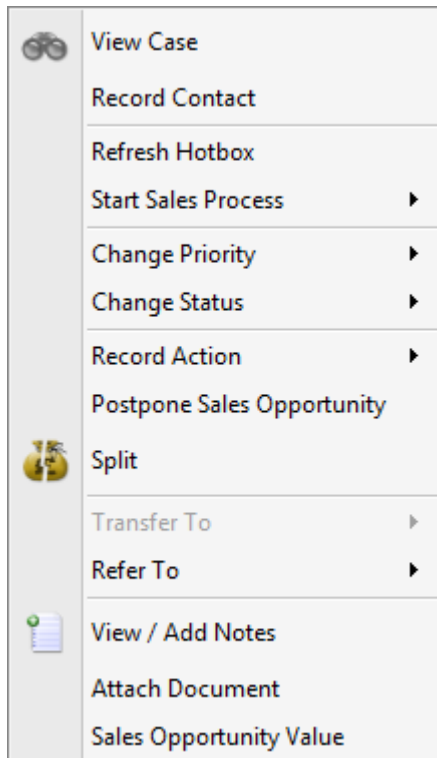 View Case
Record Contact
Refresh Hotbox
Start Sales Process
Change Priority
Change Status
Record Action
Postpone Sales Opportunity
Split
Transfer To
Refer To
View / Add Notes
Attach Document
Sales Opportunity Value